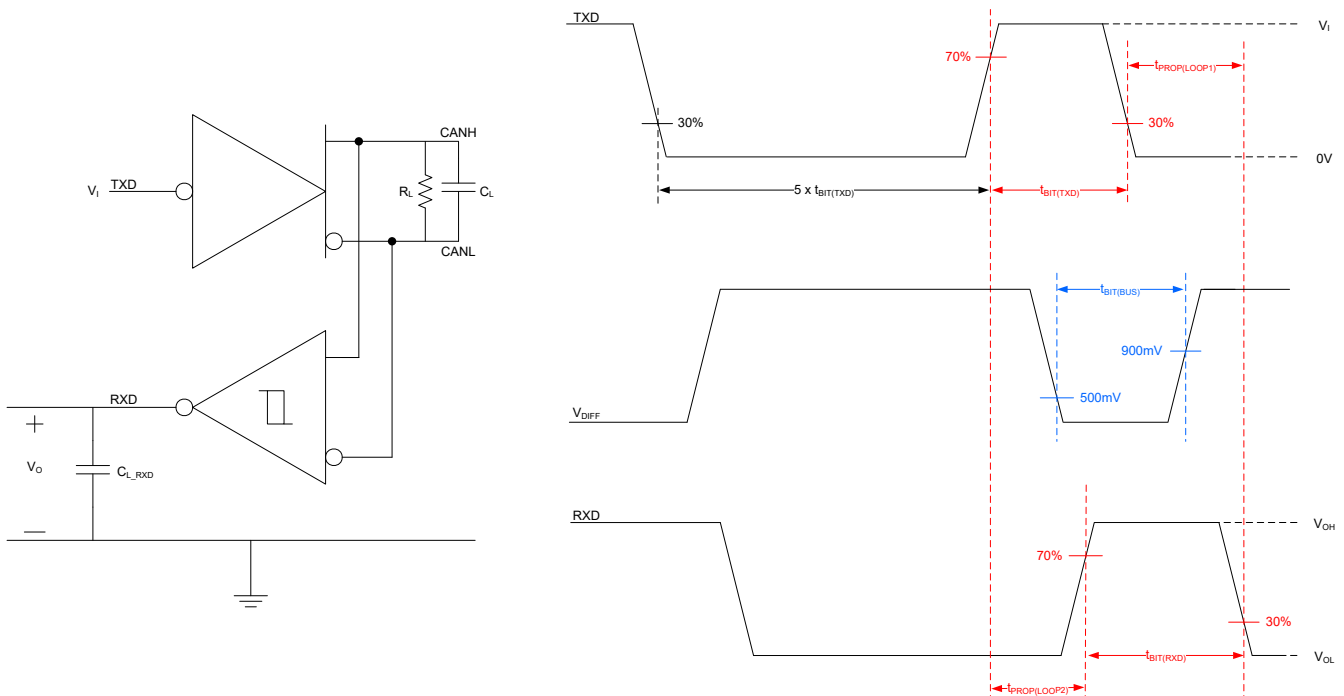 TXD
V_I
70%
t_PROP(LOOP1)
30%
30%
0V
5 x t_BIT(TXD)
t_BIT(TXD)
CANH
V_I
TXD
R_L
C_L
CANL
t_BIT(BUS)
900mV
500mV
V_DIFF
RXD
+
V_O
C_L_RXD
—
RXD
V_OH
70%
30%
t_BIT(RXD)
V_OL
t_PROP(LOOP2)